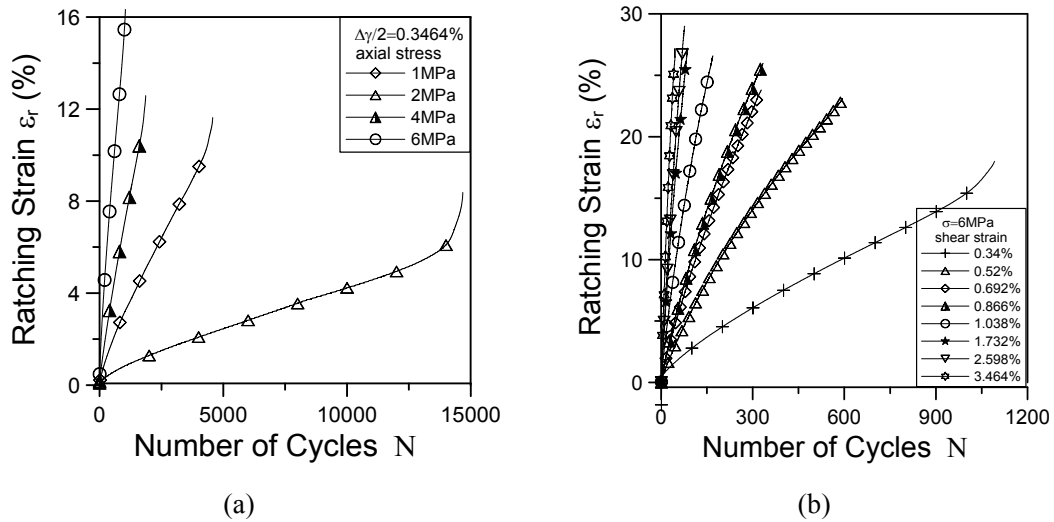 Δγ/2=0.3464%
axial stress
1MPa
2MPa
4MPa
6MPa
16
12
8
4
0
0
5000
10000
15000
Ratching Strain εr (%)
Number of Cycles N
(a)
σ=6MPa
shear strain
0.34%
0.52%
0.692%
0.866%
1.038%
1.732%
2.598%
3.464%
30
20
10
0
0
300
600
900
1200
Ratching Strain εr (%)
Number of Cycles N
(b)